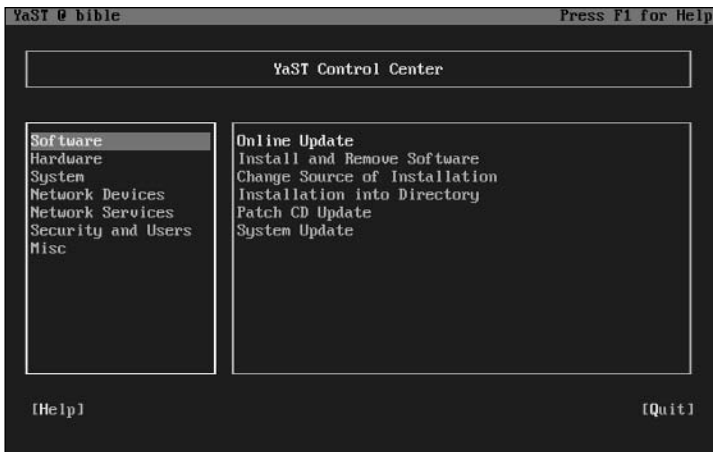 YaST @ bible Press F1 for Help
YaST Control Center
Software
Hardware
System
Network Devices
Network Services
Security and Users
Misc
Online Update
Install and Remove Software
Change Source of Installation
Installation into Directory
Patch CD Update
System Update
[Help] [Quit]